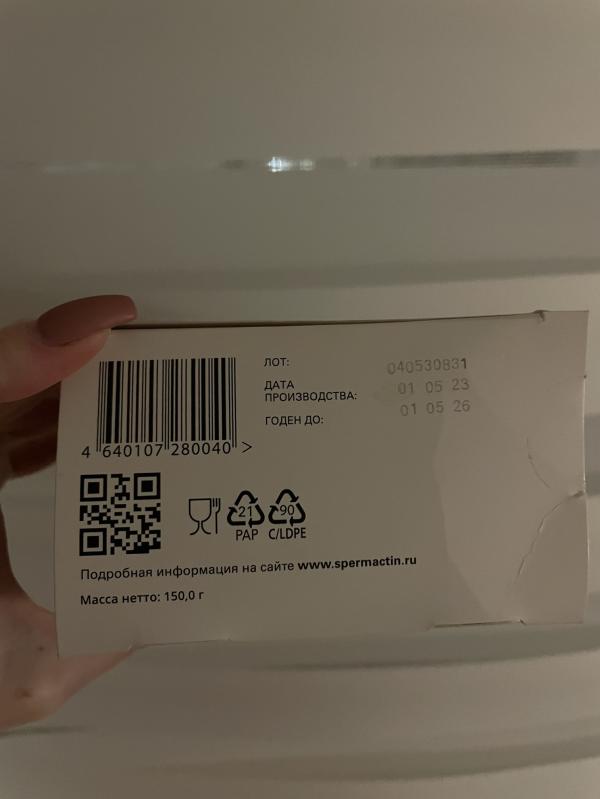 ЛОТ: 040530831
ДАТА
ПРОИЗВОДСТВА: 01 05 23
ГОДЕН ДО: 01 05 26
4 640107 280040 >
21 90
PAP C/LDPE
Подробная информация на сайте www.spermactin.ru
Масса нетто: 150,0 г